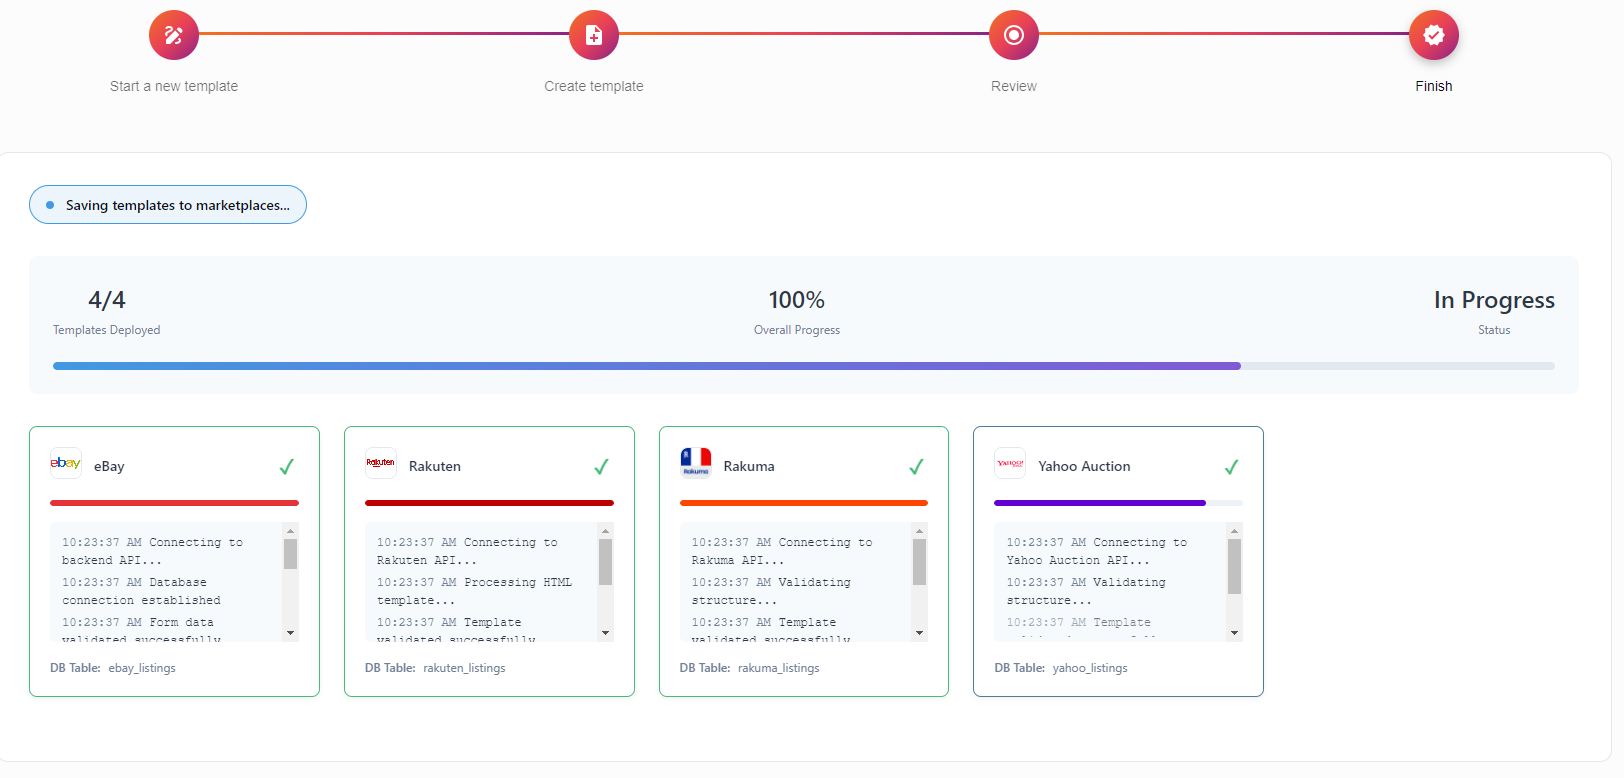 Start a new template
Create template
Review
Finish
Saving templates to marketplaces...
4/4
Templates Deployed
100%
Overall Progress
In Progress
Status
ebay
eBay
✓
10:23:37 AM Connecting to
backend API...
10:23:37 AM Database
connection established
10:23:37 AM Form data
validated successfully
DB Table: ebay_listings
Rakuten
Rakuten
✓
10:23:37 AM Connecting to
Rakuten API...
10:23:37 AM Processing HTML
template...
10:23:37 AM Template
validated successfully
DB Table: rakuten_listings
Rakuma
Rakuma
✓
10:23:37 AM Connecting to
Rakuma API...
10:23:37 AM Validating
structure...
10:23:37 AM Template
validated successfully
DB Table: rakuma_listings
YAHOO!
Yahoo Auction
✓
10:23:37 AM Connecting to
Yahoo Auction API...
10:23:37 AM Validating
structure...
10:23:37 AM Template
DB Table: yahoo_listings